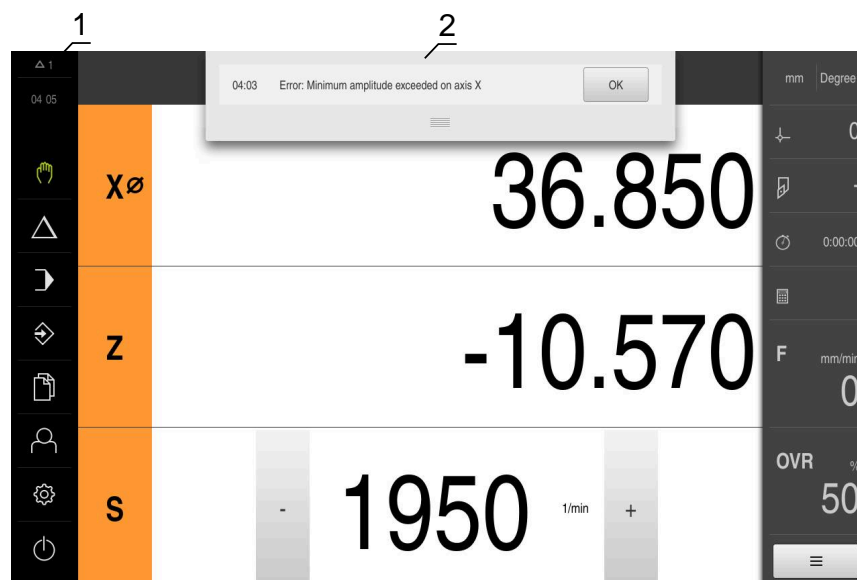 1
2
1
04 05
04:03 Error: Minimum amplitude exceeded on axis X OK
mm Degree
0
X⌀ 36.850
-
0:00:00
Z -10.570
F mm/min
0
S - 1950 1/min +
OVR %
50